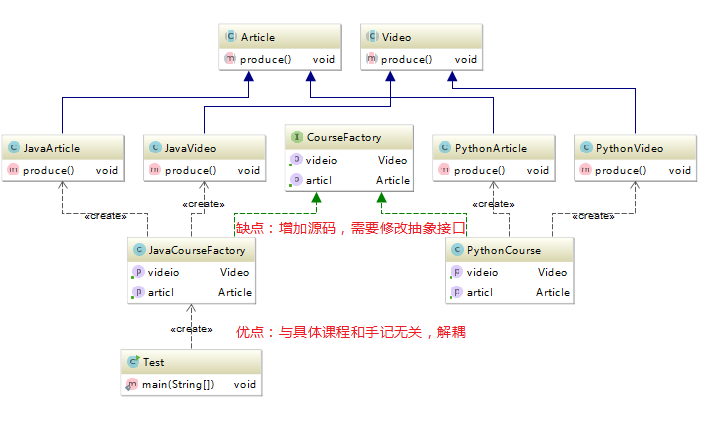 C Article
m produce() void
C Video
m produce() void
C JavaArticle
m produce() void
C JavaVideo
m produce() void
I CourseFactory
p videio Video
p articl Article
C PythonArticle
m produce() void
C PythonVideo
m produce() void
«create»
«create»
«create»
«create»
缺点：增加源码，需要修改抽象接口
C JavaCourseFactory
p videio Video
p articl Article
C PythonCourse
p videio Video
p articl Article
«create»
优点：与具体课程和手记无关，解耦
C Test
m main(String[]) void